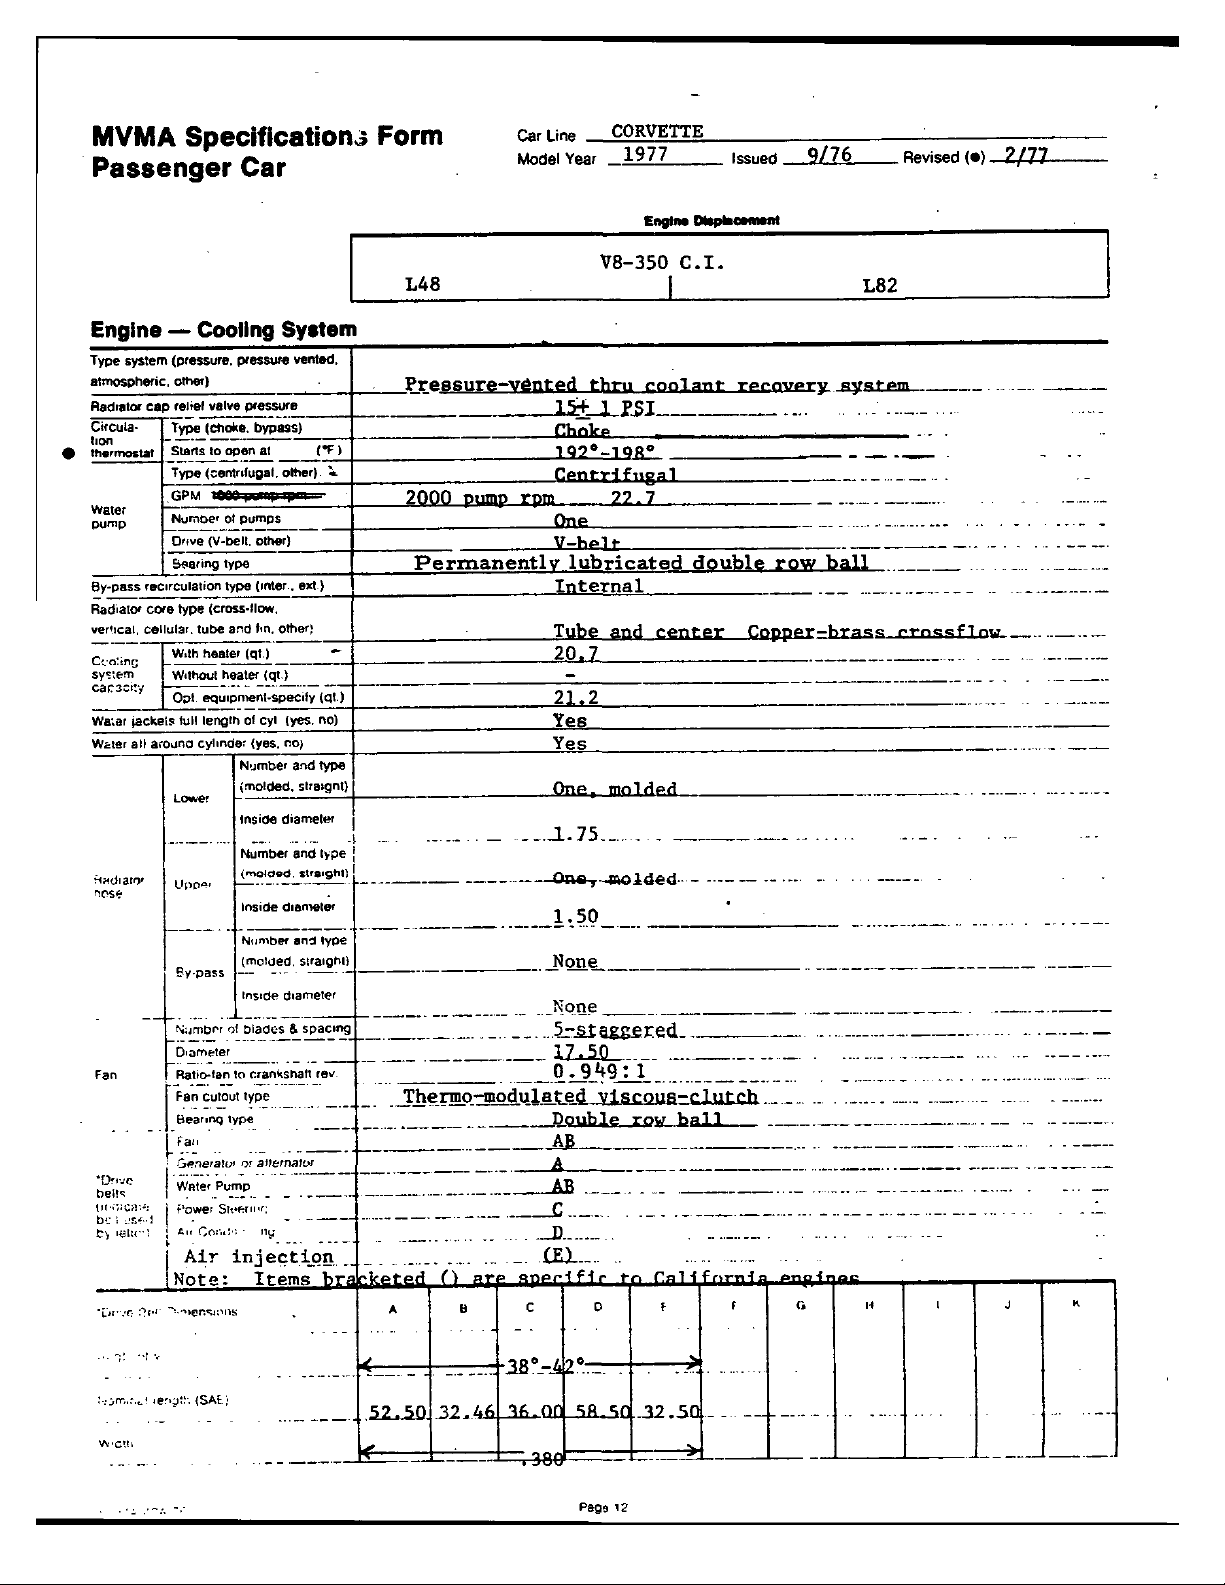 MVMA Specifications Form
Passenger Car
Car Line CORVETTE
Model Year 1977 Issued 9/76 Revised (●) 2/77
Engine Displacement
V8-350 C.I.
L48 L82
Engine — Cooling System
Type system (pressure, pressure vented,
atmospheric, other) Pressure-vented thru coolant recovery system
Radiator cap relief valve pressure 15± 1 PSI
Circula-
tion
● thermostat
Type (choke, bypass) Choke
Starts to open at (°F) 192°-198°
Water
pump
Type (centrifugal, other) Centrifugal
GPM 1000 pump rpm 2000 pump rpm 22.7
Number of pumps One
Drive (V-belt, other) V-belt
Bearing type Permanently lubricated double row ball
By-pass recirculation type (inter., ext.) Internal
Radiator core type (cross-flow,
vertical, cellular, tube and fin, other) Tube and center Copper-brass crossflow
Cooling
system
capacity
With heater (qt.) 20.7
Without heater (qt.) -
Opt. equipment-specify (qt.) 21.2
Water jackets full length of cyl (yes, no) Yes
Water all around cylinder (yes, no) Yes
Radiator
hose
Lower
Number and type
(molded, straight) One, molded
Inside diameter 1.75
Upper
Number and type
(molded, straight) One, molded
Inside diameter 1.50
By-pass
Number and type
(molded, straight) None
Inside diameter None
Fan
Number of blades & spacing 5-staggered
Diameter 17.50
Ratio-fan to crankshaft rev. 0.949:1
Fan cutout type Thermo-modulated viscous-clutch
Bearing type Double row ball
*Drive
belts
(indicate
belt used
by letter)
Fan AB
Generator or alternator A
Water Pump AB
Power Steering C
Air Conditioning D
Air injection (E)
Note: Items bracketed () are specific to California engines
*Drive Belt Dimensions A B C D E F G H I J K
38°-42°
Nominal length (SAE) 52.50 32.46 36.00 58.50 32.50
Width .380
Page 12